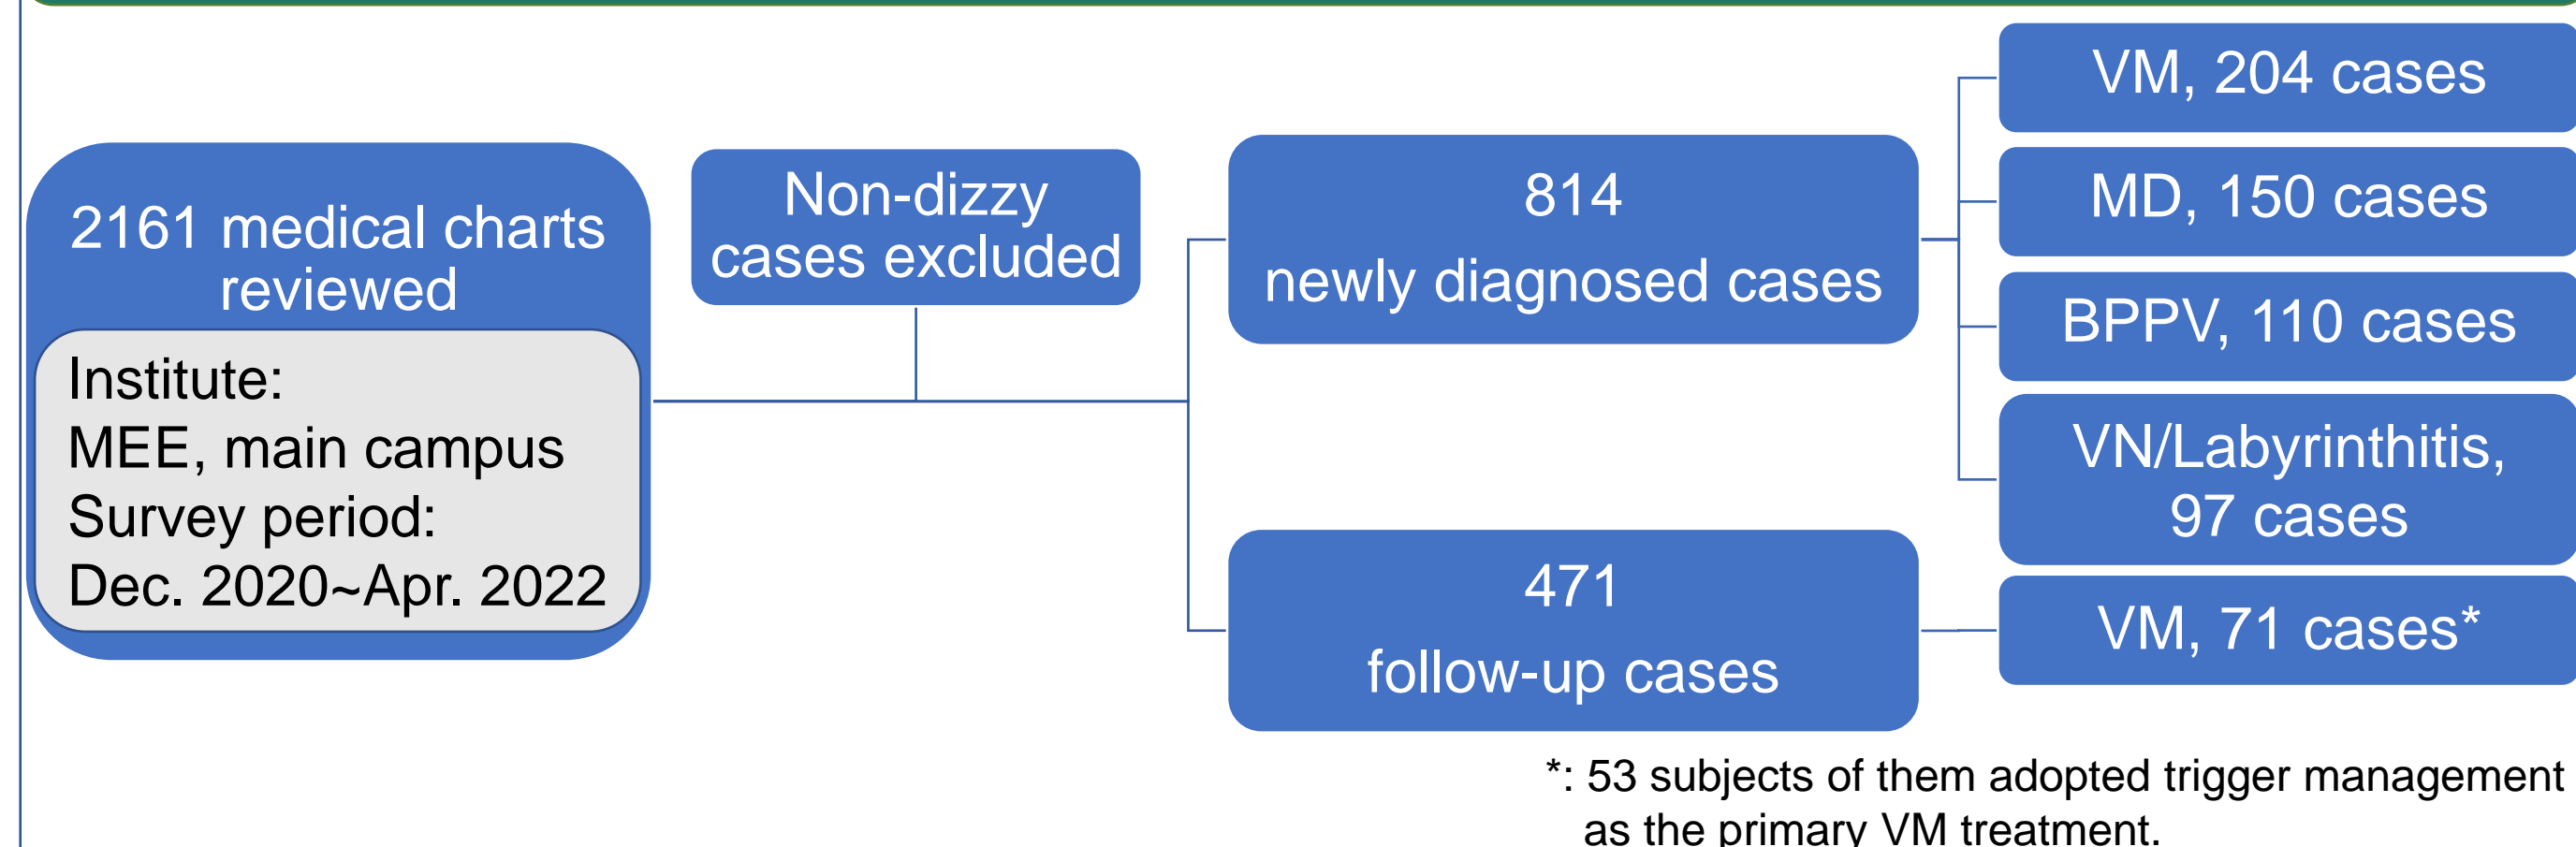 2161 medical charts
reviewed
Institute:
MEE, main campus
Survey period:
Dec. 2020~Apr. 2022
Non-dizzy
cases excluded
814
newly diagnosed cases
471
follow-up cases
VM, 204 cases
MD, 150 cases
BPPV, 110 cases
VN/Labyrinthitis,
97 cases
VM, 71 cases*
*: 53 subjects of them adopted trigger management
as the primary VM treatment.